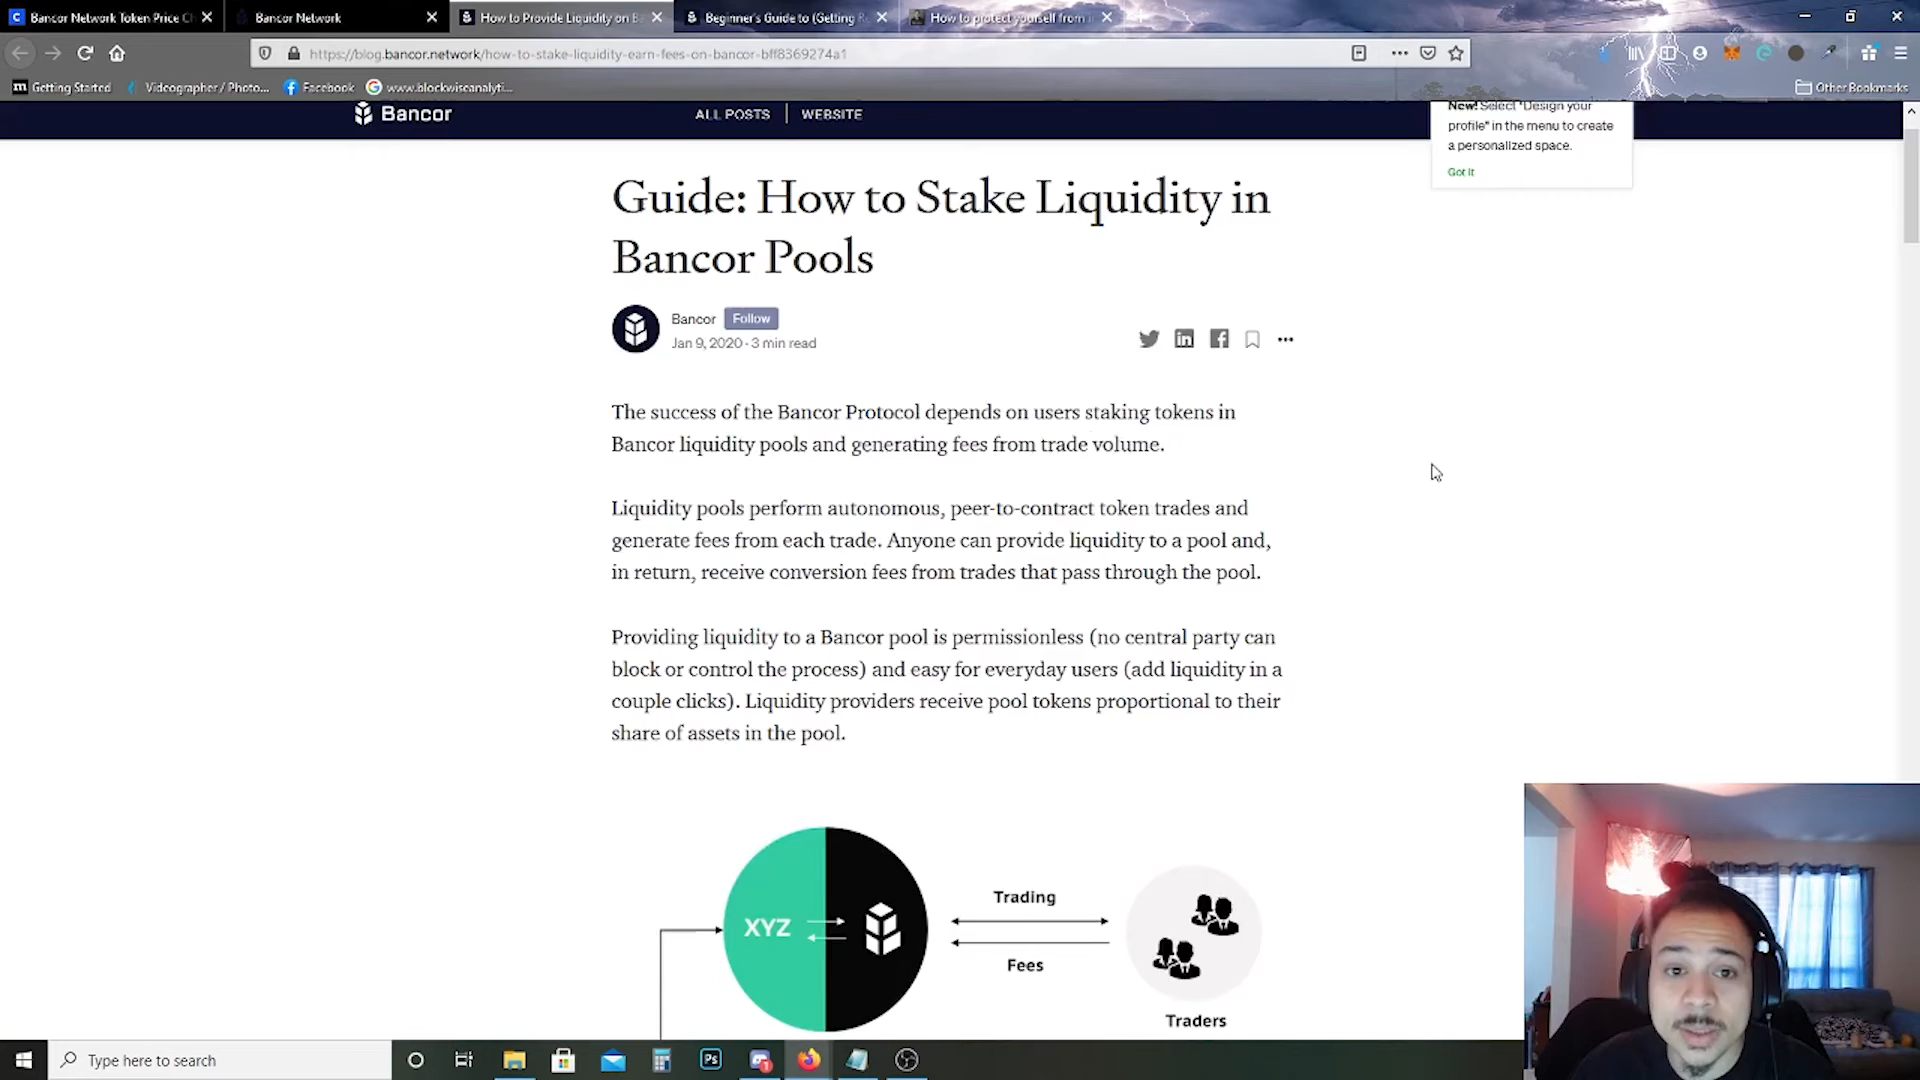 Bancor Network Token Price C
Bancor Network
How to Provide Liquidity on B
Beginner's Guide to (Getting R
How to protect yourself from i
https://blog.bancor.network/how-to-stake-liquidity-earn-fees-on-bancor-bff8369274a1
Getting Started
Videographer / Photo...
Facebook
www.blockwiseanalyti...
Other Bookmarks
Bancor
ALL POSTS
WEBSITE
New! Select "Design your
profile" in the menu to create
a personalized space.
Got it
Guide: How to Stake Liquidity in
Bancor Pools
Bancor
Follow
Jan 9, 2020 · 3 min read
The success of the Bancor Protocol depends on users staking tokens in
Bancor liquidity pools and generating fees from trade volume.
Liquidity pools perform autonomous, peer-to-contract token trades and
generate fees from each trade. Anyone can provide liquidity to a pool and,
in return, receive conversion fees from trades that pass through the pool.
Providing liquidity to a Bancor pool is permissionless (no central party can
block or control the process) and easy for everyday users (add liquidity in a
couple clicks). Liquidity providers receive pool tokens proportional to their
share of assets in the pool.
XYZ
Trading
Fees
Traders
Type here to search
Ps